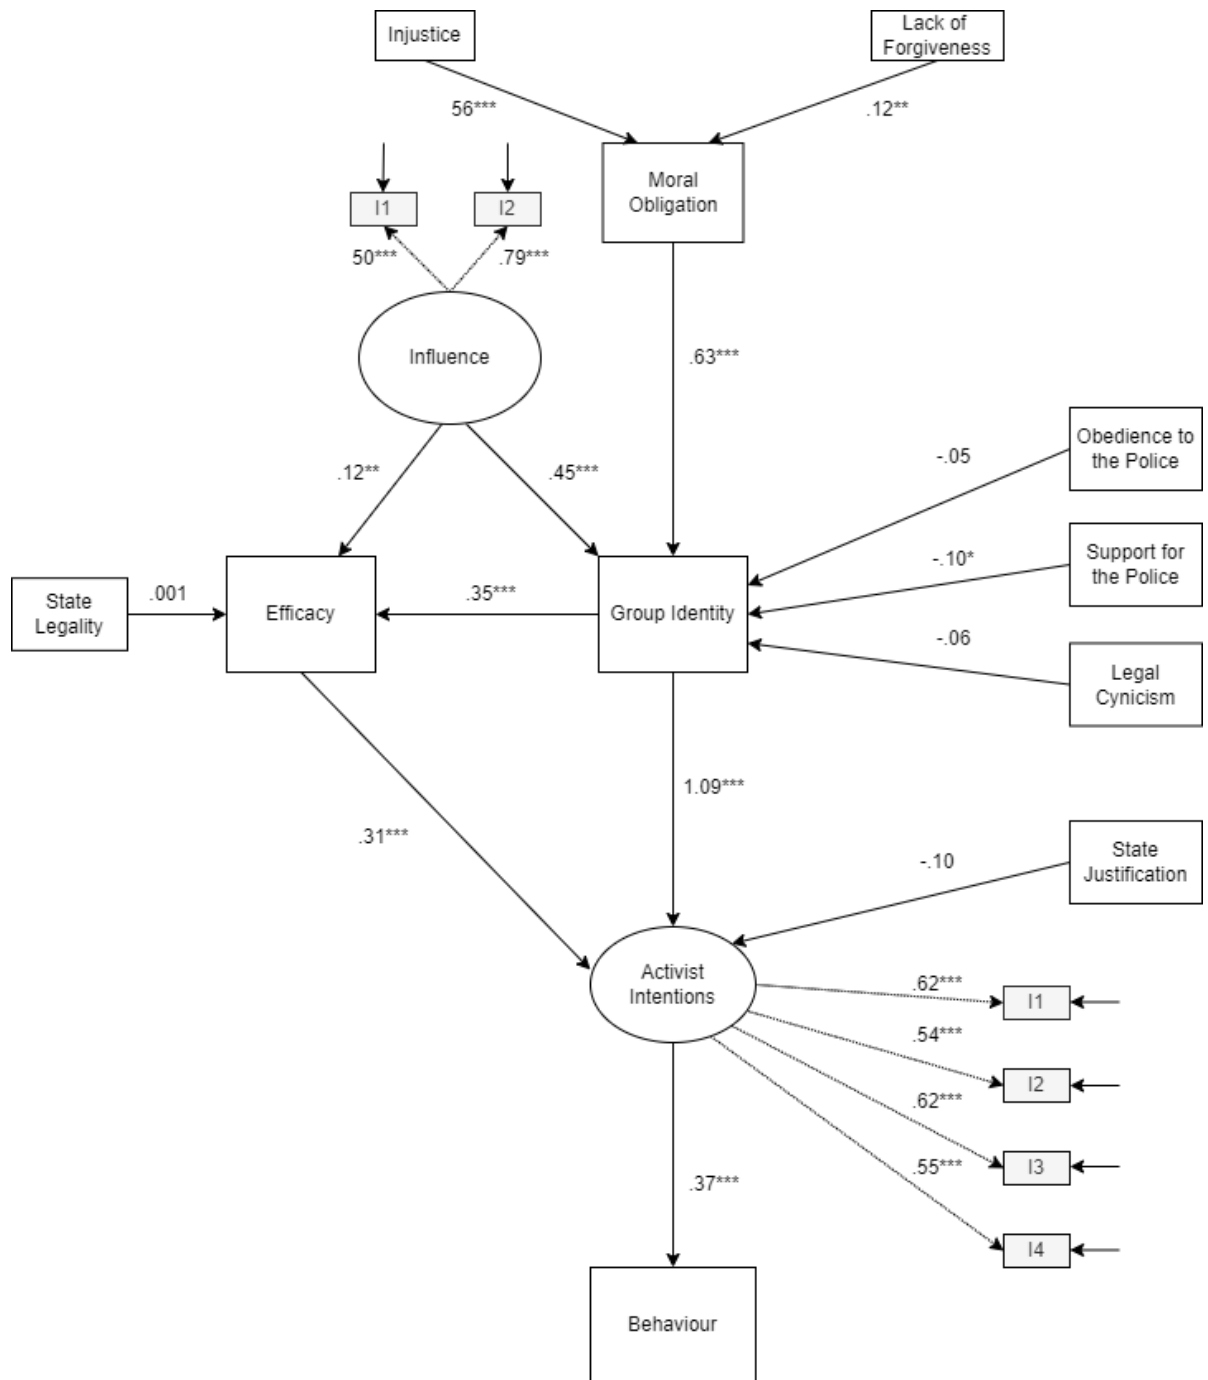 Injustice
Lack of
Forgiveness
56***
.12**
Moral
Obligation
I1
I2
50***
.79***
Influence
.63***
.12**
.45***
Obedience to
the Police
-.05
Support for
the Police
-.10*
State
Legality
.001
Efficacy
.35***
Group Identity
-.06
Legal
Cynicism
1.09***
.31***
State
Justification
-.10
Activist
Intentions
.62***
I1
.54***
I2
.62***
I3
.55***
I4
.37***
Behaviour